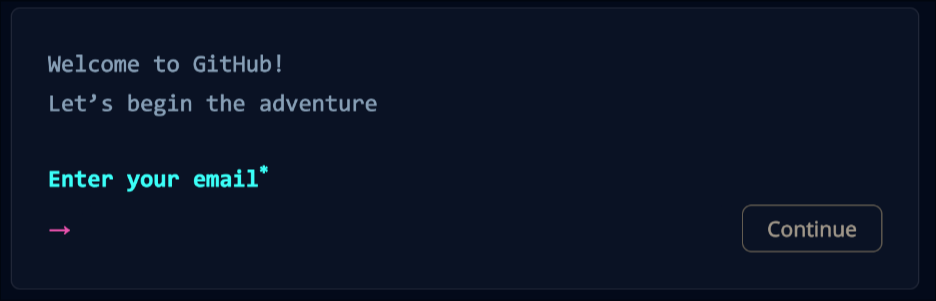 Welcome to GitHub!
Let’s begin the adventure
Enter your email*
→
Continue